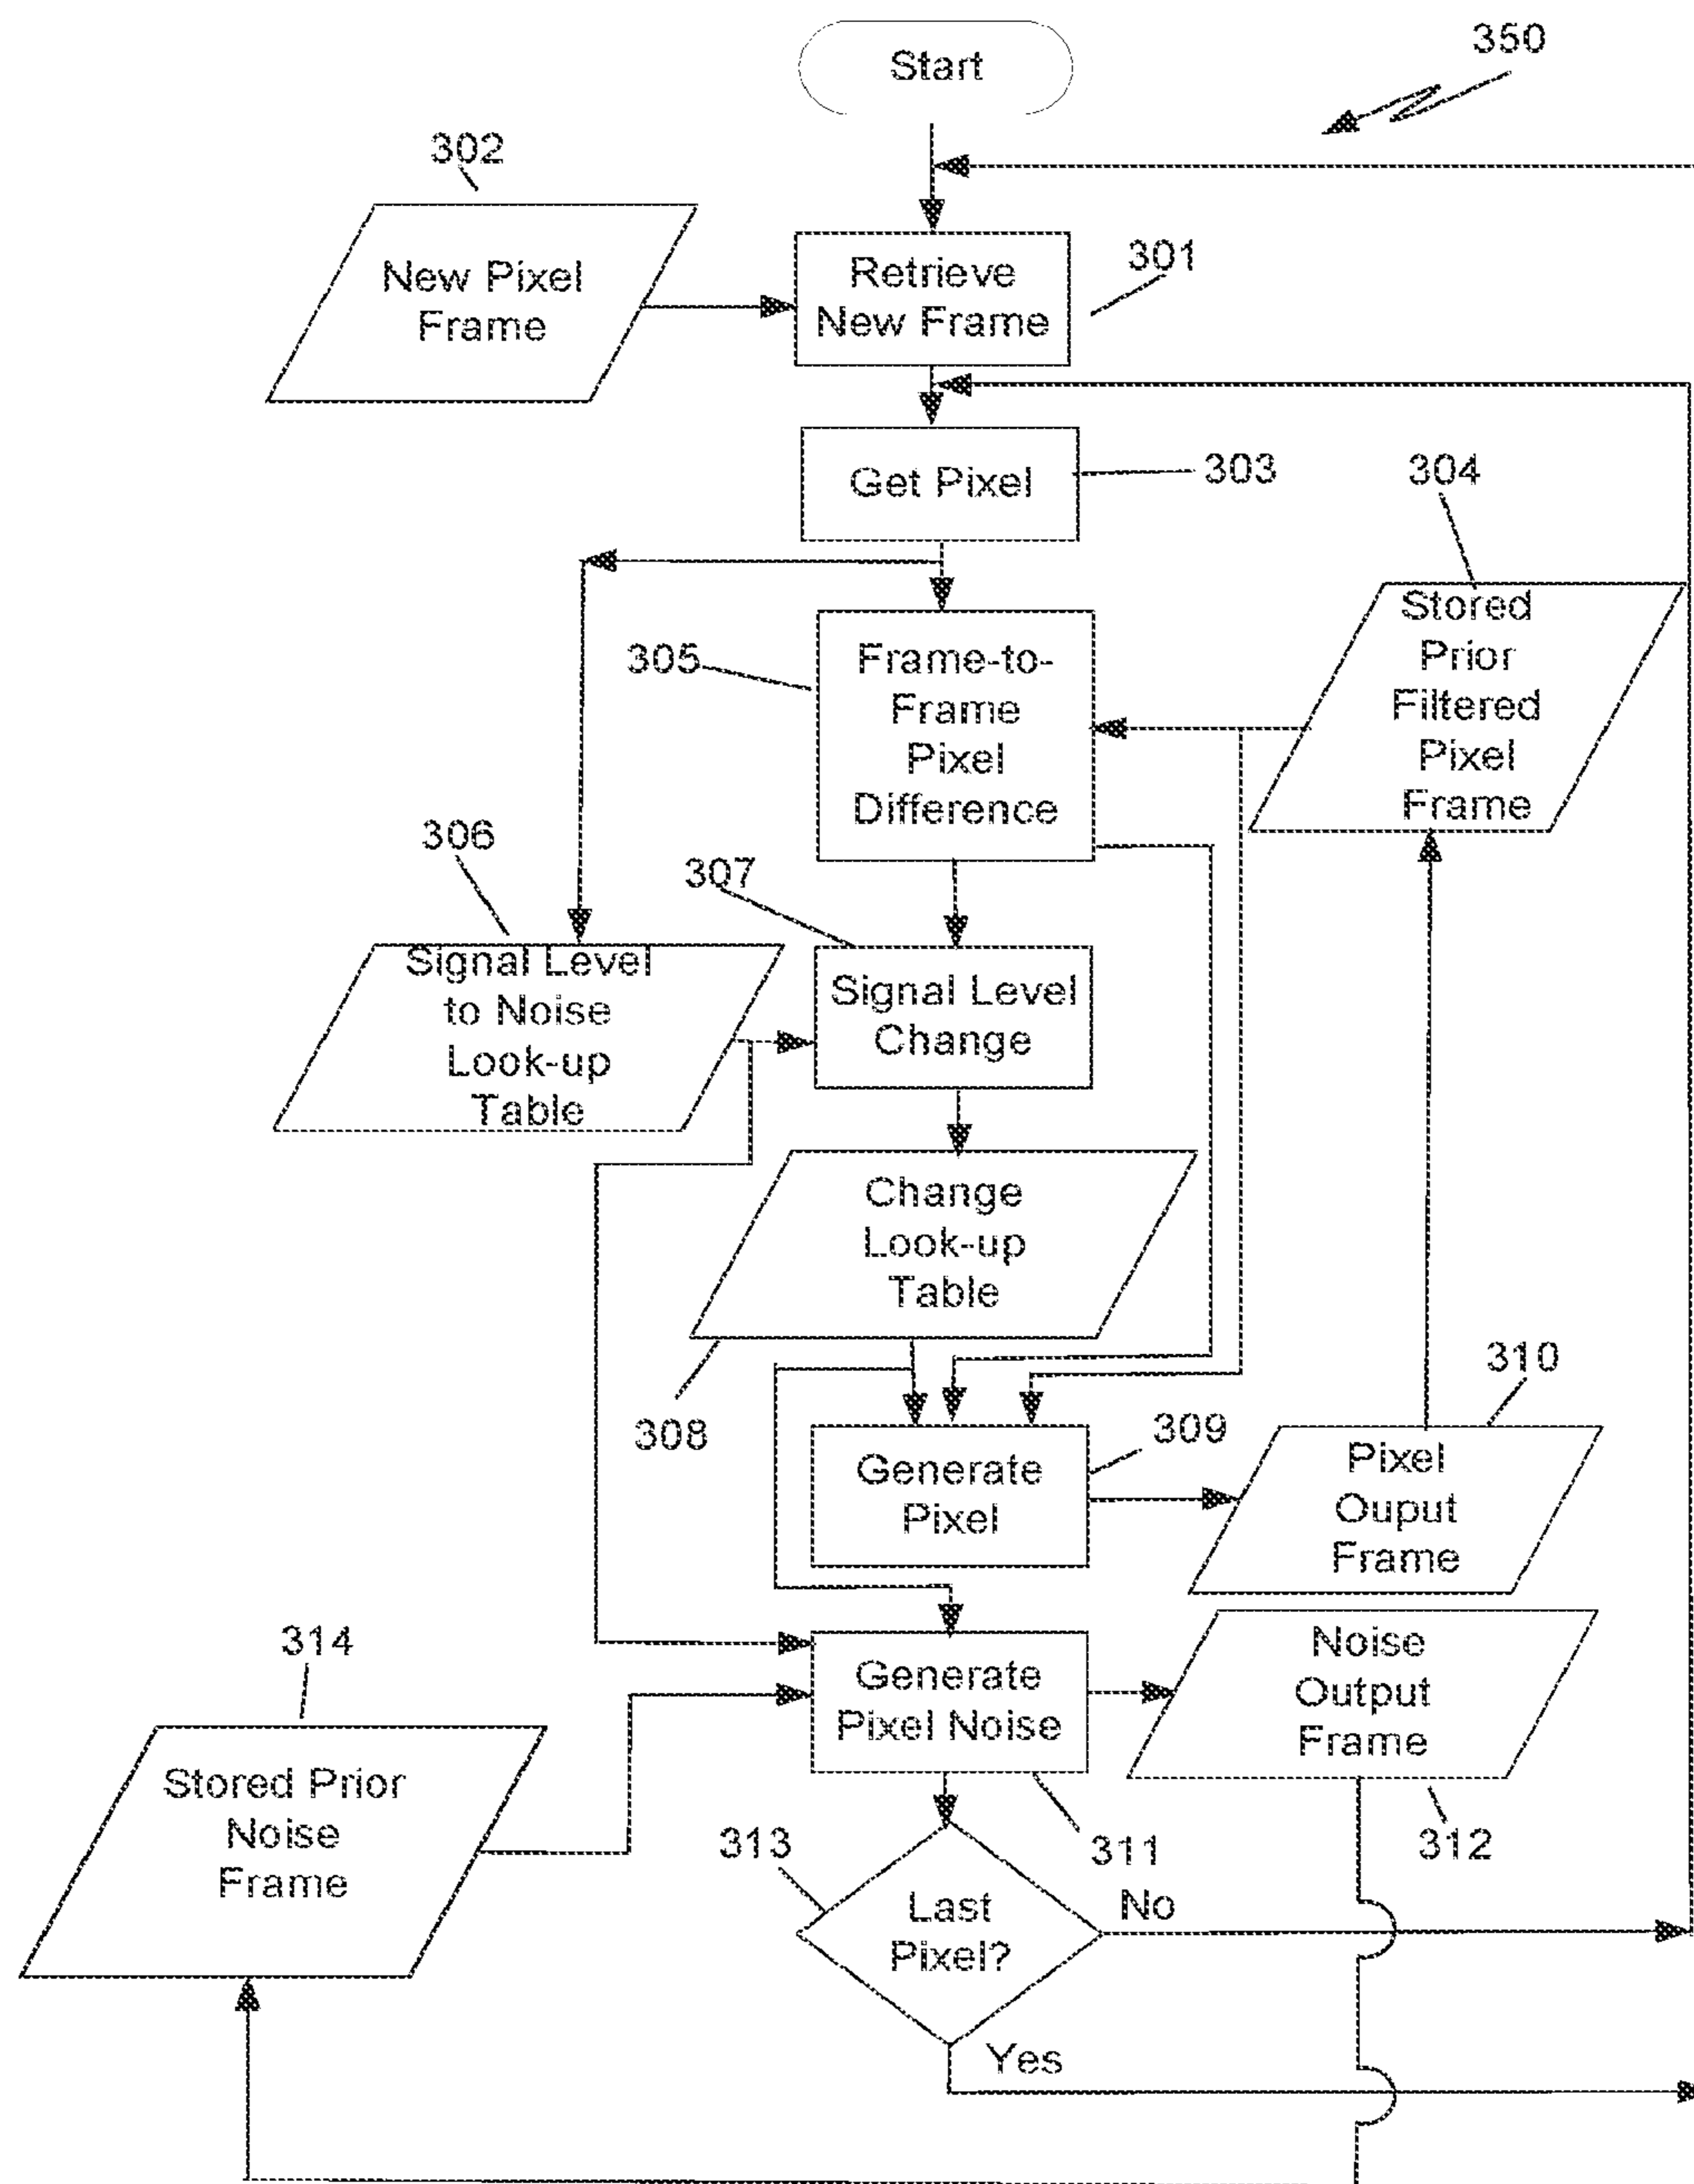 Start
350
302
New Pixel
Frame
Retrieve
New Frame
301
Get Pixel
303
304
Stored
Prior
Filtered
Pixel
Frame
305
Frame-to-
Frame
Pixel
Difference
306
307
Signal Level
to Noise
Look-up
Table
Signal Level
Change
Change
Look-up
Table
308
309
310
Generate
Pixel
Pixel
Ouput
Frame
314
Generate
Pixel Noise
Noise
Output
Frame
Stored Prior
Noise
Frame
313
311
312
Last
Pixel?
No
Yes